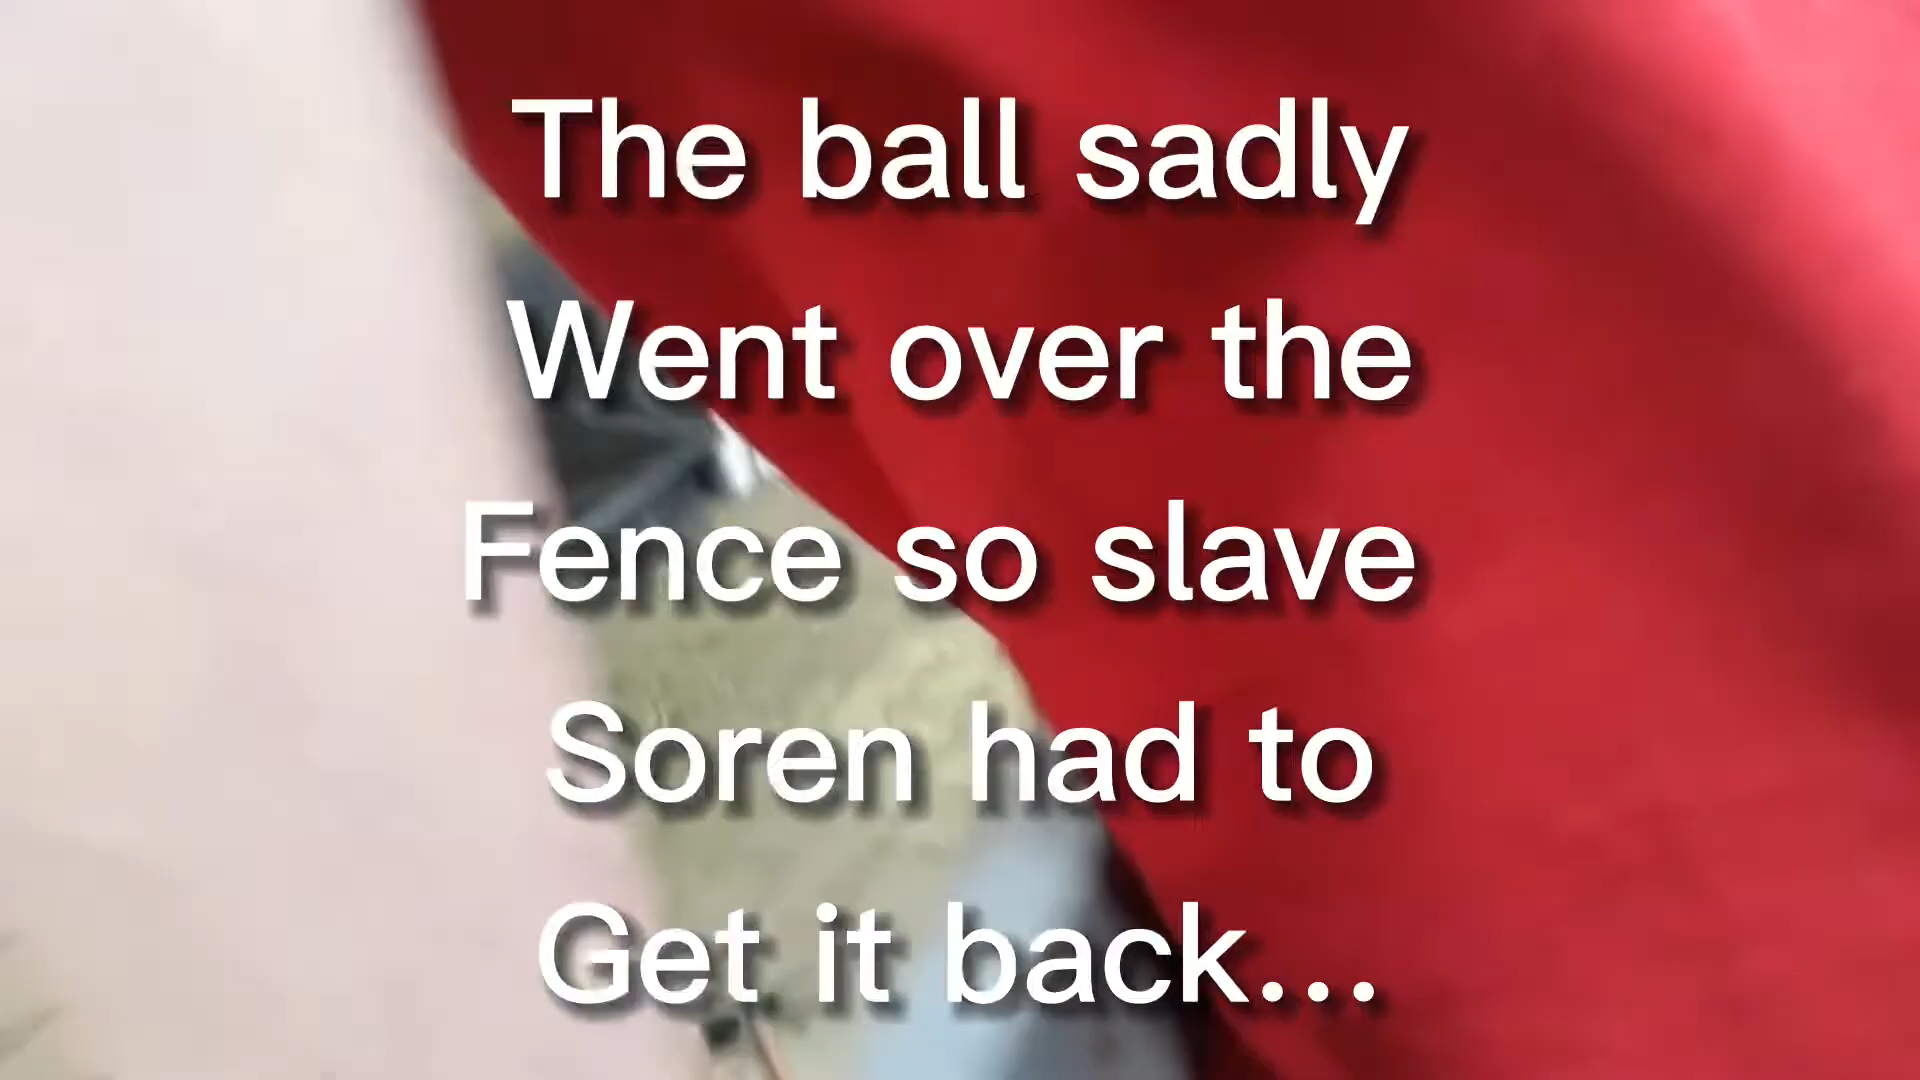 The ball sadly
Went over the
Fence so slave
Soren had to
Get it back...